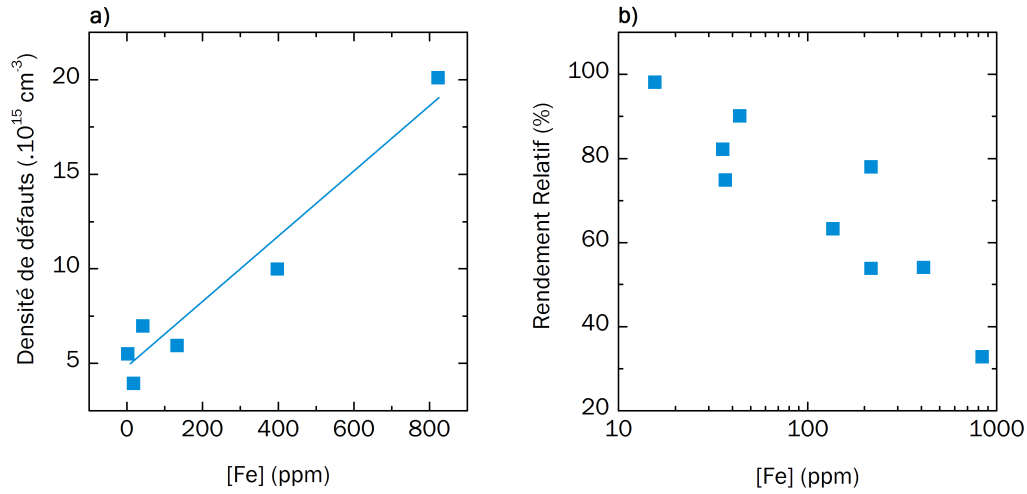 a)
Densité de défauts (.10¹⁵ cm⁻³)
20
15
10
5
0 200 400 600 800
[Fe] (ppm)
b)
Rendement Relatif (%)
100
80
60
40
20
10 100 1000
[Fe] (ppm)